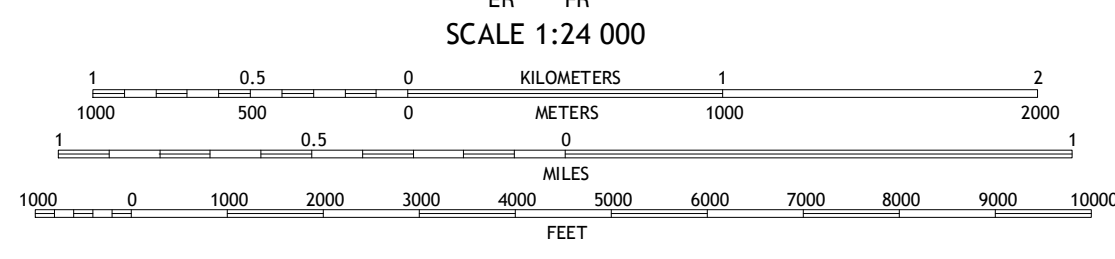 SCALE 1:24 000
1 0.5 0 KILOMETERS 1 2
1000 500 0 METERS 1000 2000
1 0.5 0 1
MILES
1000 0 1000 2000 3000 4000 5000 6000 7000 8000 9000 10000
FEET